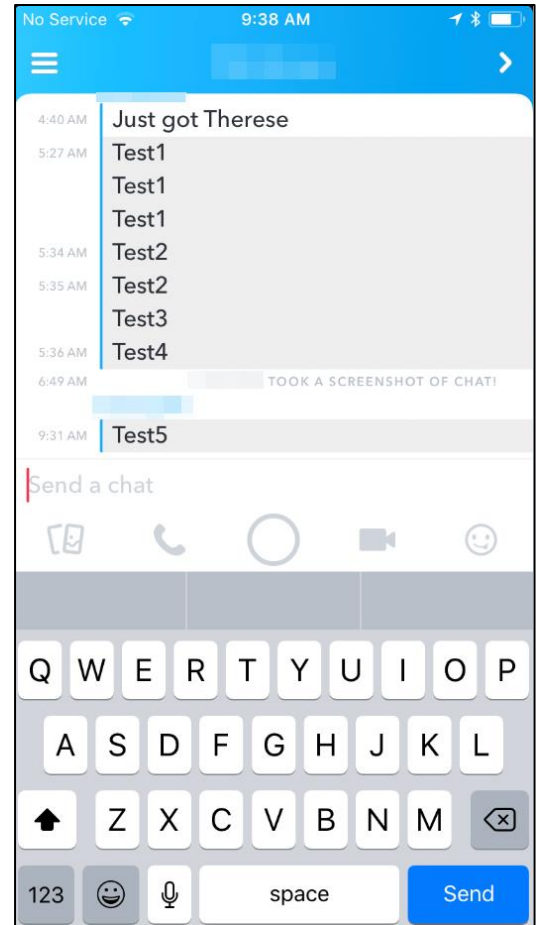 No Service 9:38 AM
4:40 AM Just got Therese
5:27 AM Test1
Test1
Test1
5:34 AM Test2
5:35 AM Test2
Test3
5:36 AM Test4
6:49 AM TOOK A SCREENSHOT OF CHAT!
9:31 AM Test5
Send a chat
Q W E R T Y U I O P
A S D F G H J K L
Z X C V B N M
123 space Send